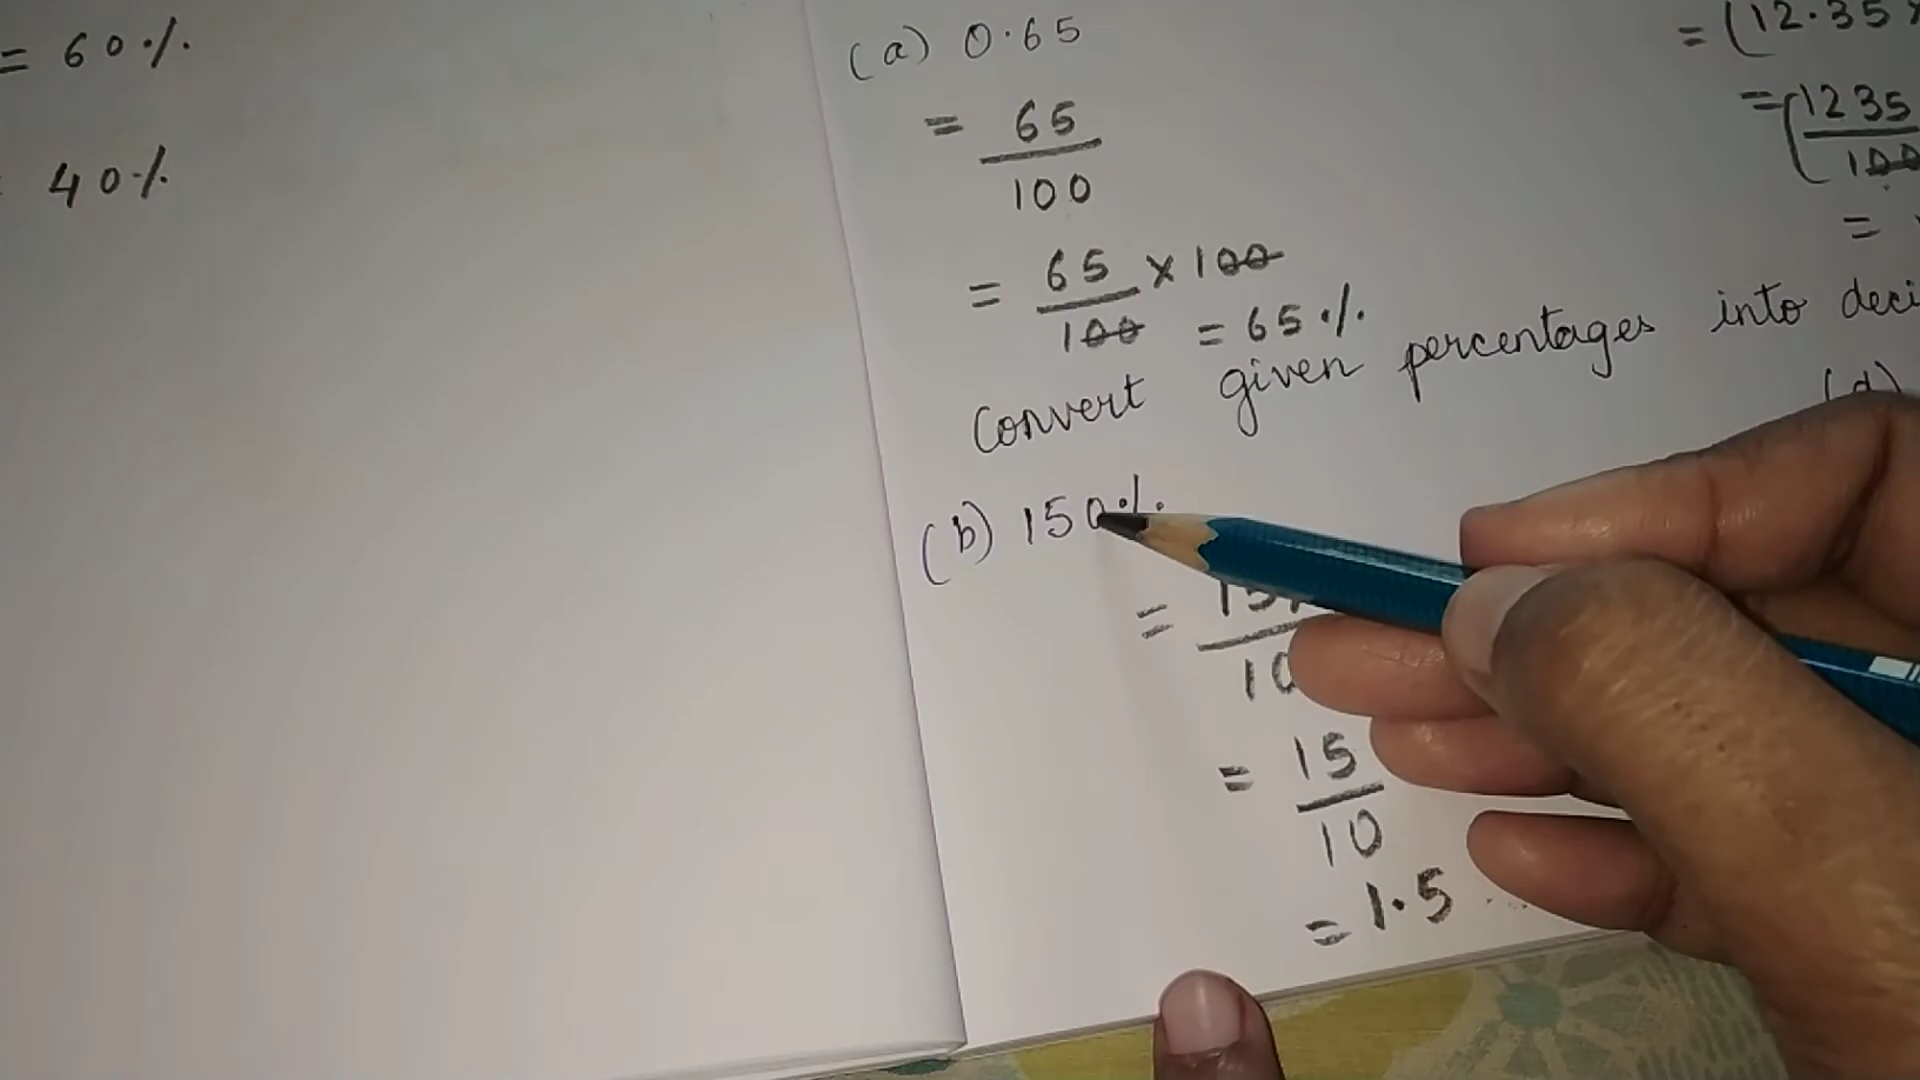 = 60%
40%
(a) 0.65
= 65
100
= 65 × 100
100 = 65%
= (12.35
= (1235
100
=
convert given percentages into
(d)
(b) 150%
=
= 15
10
= 1.5